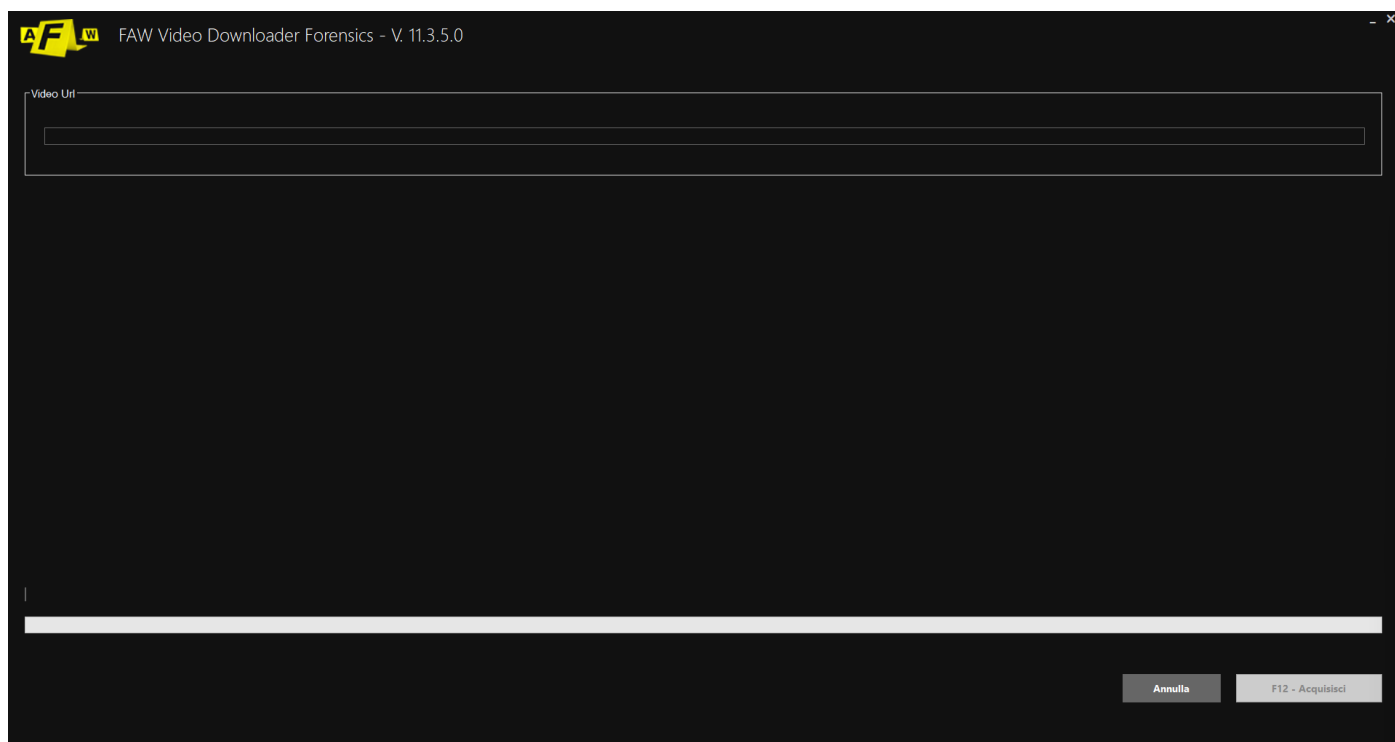 A F W FAW Video Downloader Forensics - V. 11.3.5.0
Video Url
Annulla F12 - Acquisisci